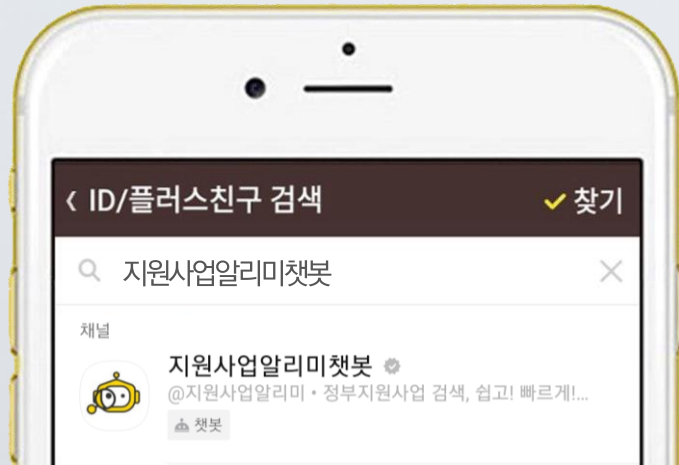 < ID/플러스친구 검색 ✓ 찾기
지원사업알리미챗봇
채널
지원사업알리미챗봇
@지원사업알리미 • 정부지원사업 검색, 쉽고! 빠르게!...
챗봇